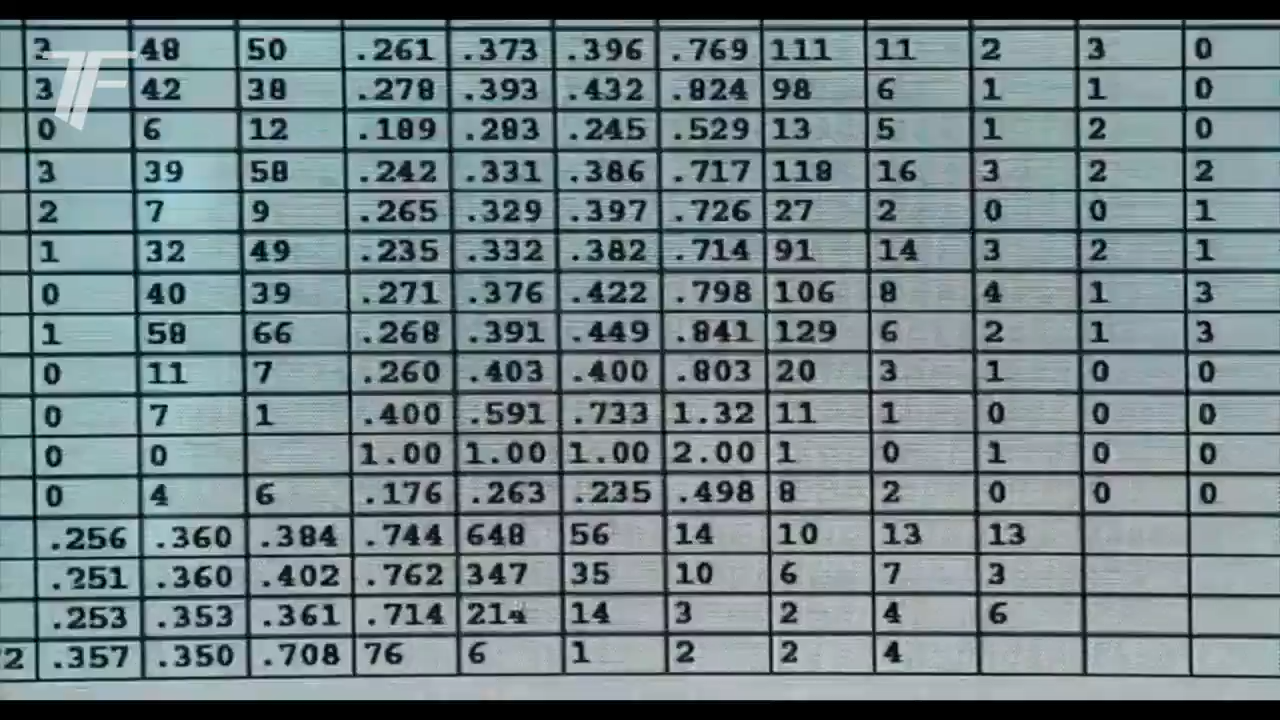 TF
2 48 50 .261 .373 .396 .769 111 11 2 3 0
3 42 38 .278 .393 .432 .824 98 6 1 1 0
0 6 12 .189 .283 .245 .529 13 5 1 2 0
3 39 58 .242 .331 .386 .717 118 16 3 2 2
2 7 9 .265 .329 .397 .726 27 2 0 0 1
1 32 49 .235 .332 .382 .714 91 14 3 2 1
0 40 39 .271 .376 .422 .798 106 8 4 1 3
1 58 66 .268 .391 .449 .841 129 6 2 1 3
0 11 7 .260 .403 .400 .803 20 3 1 0 0
0 7 1 .400 .591 .733 1.32 11 1 0 0 0
0 0 1.00 1.00 1.00 2.00 1 0 1 0 0
0 4 6 .176 .263 .235 .498 8 2 0 0 0
.256 .360 .384 .744 648 56 14 10 13 13
.251 .360 .402 .762 347 35 10 6 7 3
.253 .353 .361 .714 214 14 3 2 4 6
2 .357 .350 .708 76 6 1 2 2 4